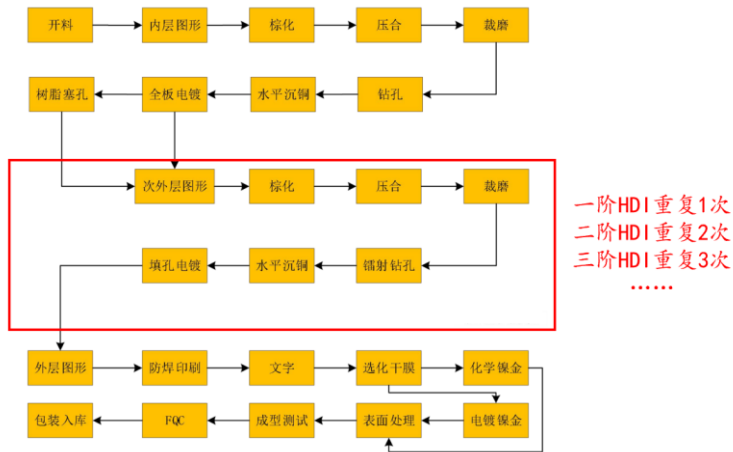 开料 内层图形 棕化 压合 裁磨
树脂塞孔 全板电镀 水平沉铜 钻孔
次外层图形 棕化 压合 裁磨
一阶HDI重复1次
二阶HDI重复2次
三阶HDI重复3次
……
填孔电镀 水平沉铜 镭射钻孔
外层图形 防焊印刷 文字 选化干膜 化学镍金
包装入库 FQC 成型测试 表面处理 电镀镍金